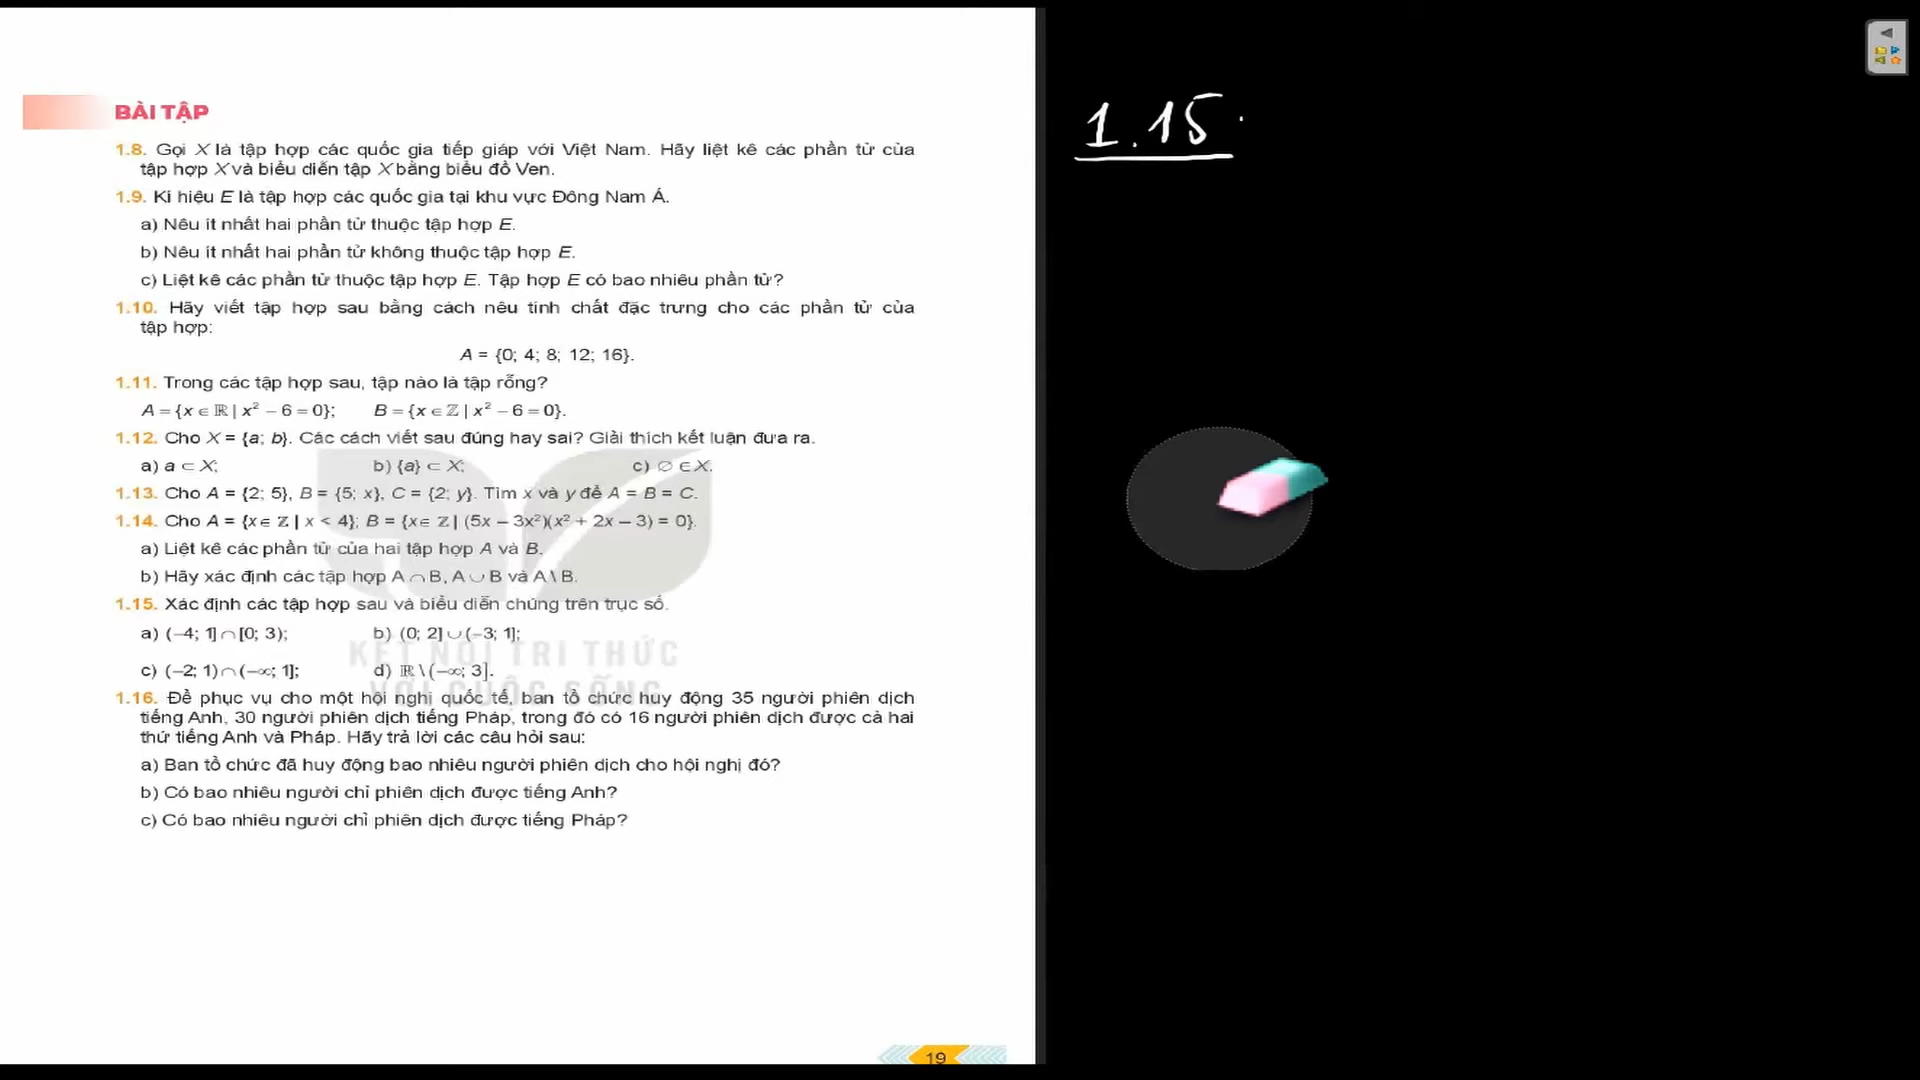 BÀI TẬP
1.8. Gọi X là tập hợp các quốc gia tiếp giáp với Việt Nam. Hãy liệt kê các phần tử của
tập hợp X và biểu diễn tập X bằng biểu đồ Ven.
1.9. Kí hiệu E là tập hợp các quốc gia tại khu vực Đông Nam Á.
a) Nêu ít nhất hai phần tử thuộc tập hợp E.
b) Nêu ít nhất hai phần tử không thuộc tập hợp E.
c) Liệt kê các phần tử thuộc tập hợp E. Tập hợp E có bao nhiêu phần tử?
1.10. Hãy viết tập hợp sau bằng cách nêu tính chất đặc trưng cho các phần tử của
tập hợp:
A = {0; 4; 8; 12; 16}.
1.11. Trong các tập hợp sau, tập nào là tập rỗng?
A = {x ∈ ℝ | x² − 6 = 0}; B = {x ∈ ℤ | x² − 6 = 0}.
1.12. Cho X = {a; b}. Các cách viết sau đúng hay sai? Giải thích kết luận đưa ra.
a) a ⊂ X; b) {a} ⊂ X; c) ∅ ∈ X.
1.13. Cho A = {2; 5}, B = {5; x}, C = {2; y}. Tìm x và y để A = B = C.
1.14. Cho A = {x ∈ ℤ | x < 4}; B = {x ∈ ℤ | (5x − 3x²)(x² + 2x − 3) = 0}.
a) Liệt kê các phần tử của hai tập hợp A và B.
b) Hãy xác định các tập hợp A ∩ B, A ∪ B và A \ B.
1.15. Xác định các tập hợp sau và biểu diễn chúng trên trục số.
a) (−4; 1] ∩ [0; 3); b) (0; 2] ∪ (−3; 1];
KẾT NỐI TRI THỨC
c) (−2; 1) ∩ (−∞; 1]; d) ℝ \ (−∞; 3].
VỚI CUỘC SỐNG
1.16. Để phục vụ cho một hội nghị quốc tế, ban tổ chức huy động 35 người phiên dịch
tiếng Anh, 30 người phiên dịch tiếng Pháp, trong đó có 16 người phiên dịch được cả hai
thứ tiếng Anh và Pháp. Hãy trả lời các câu hỏi sau:
a) Ban tổ chức đã huy động bao nhiêu người phiên dịch cho hội nghị đó?
b) Có bao nhiêu người chỉ phiên dịch được tiếng Anh?
c) Có bao nhiêu người chỉ phiên dịch được tiếng Pháp?
19
1.15.